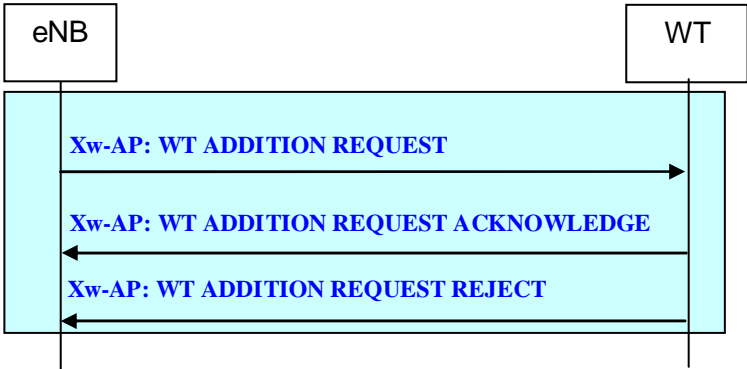 eNB
WT
Xw-AP: WT ADDITION REQUEST
Xw-AP: WT ADDITION REQUEST ACKNOWLEDGE
Xw-AP: WT ADDITION REQUEST REJECT